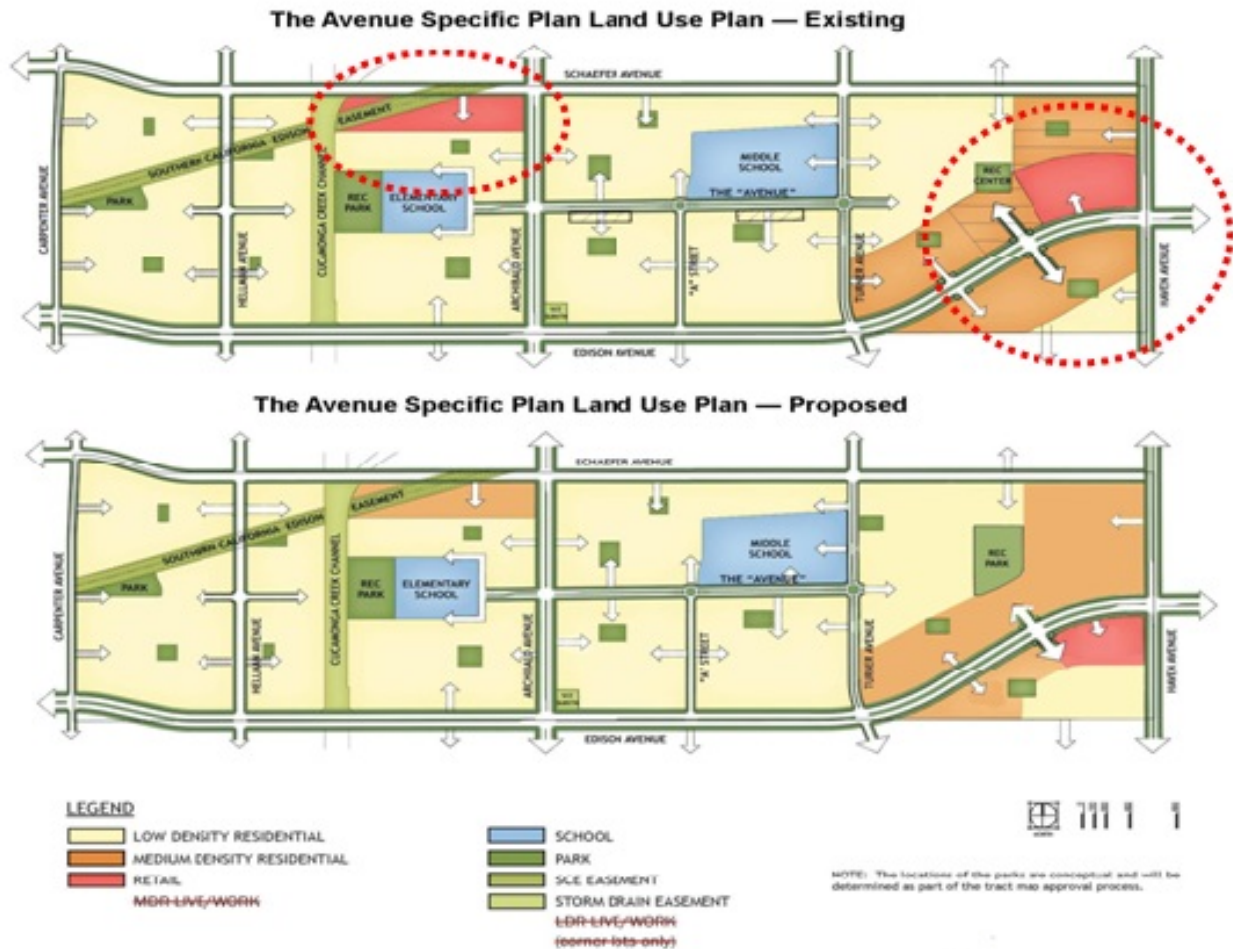 The Avenue Specific Plan Land Use Plan — Existing
SCHAEFER AVENUE
SOUTHERN CALIFORNIA EDISON EASEMENT
CARPENTER AVENUE
PARK
HELLMAN AVENUE
CUCAMONGA CREEK CHANNEL
REC
PARK
ELEMENTARY
SCHOOL
ARCHIBALD AVENUE
MIDDLE
SCHOOL
THE "AVENUE"
"A" STREET
TURNER AVENUE
REC
CENTER
HAVEN AVENUE
EDISON AVENUE
The Avenue Specific Plan Land Use Plan — Proposed
SCHAEFER AVENUE
SOUTHERN CALIFORNIA EDISON EASEMENT
CARPENTER AVENUE
PARK
HELLMAN AVENUE
CUCAMONGA CREEK CHANNEL
REC
PARK
ELEMENTARY
SCHOOL
ARCHIBALD AVENUE
MIDDLE
SCHOOL
THE "AVENUE"
"A" STREET
TURNER AVENUE
REC
PARK
HAVEN AVENUE
EDISON AVENUE
LEGEND
LOW DENSITY RESIDENTIAL
MEDIUM DENSITY RESIDENTIAL
RETAIL
MDR LIVE/WORK
SCHOOL
PARK
SCE EASEMENT
STORM DRAIN EASEMENT
LDR LIVE/WORK
(corner lots only)
NOTE: The locations of the parks are conceptual and will be
determined as part of the tract map approval process.